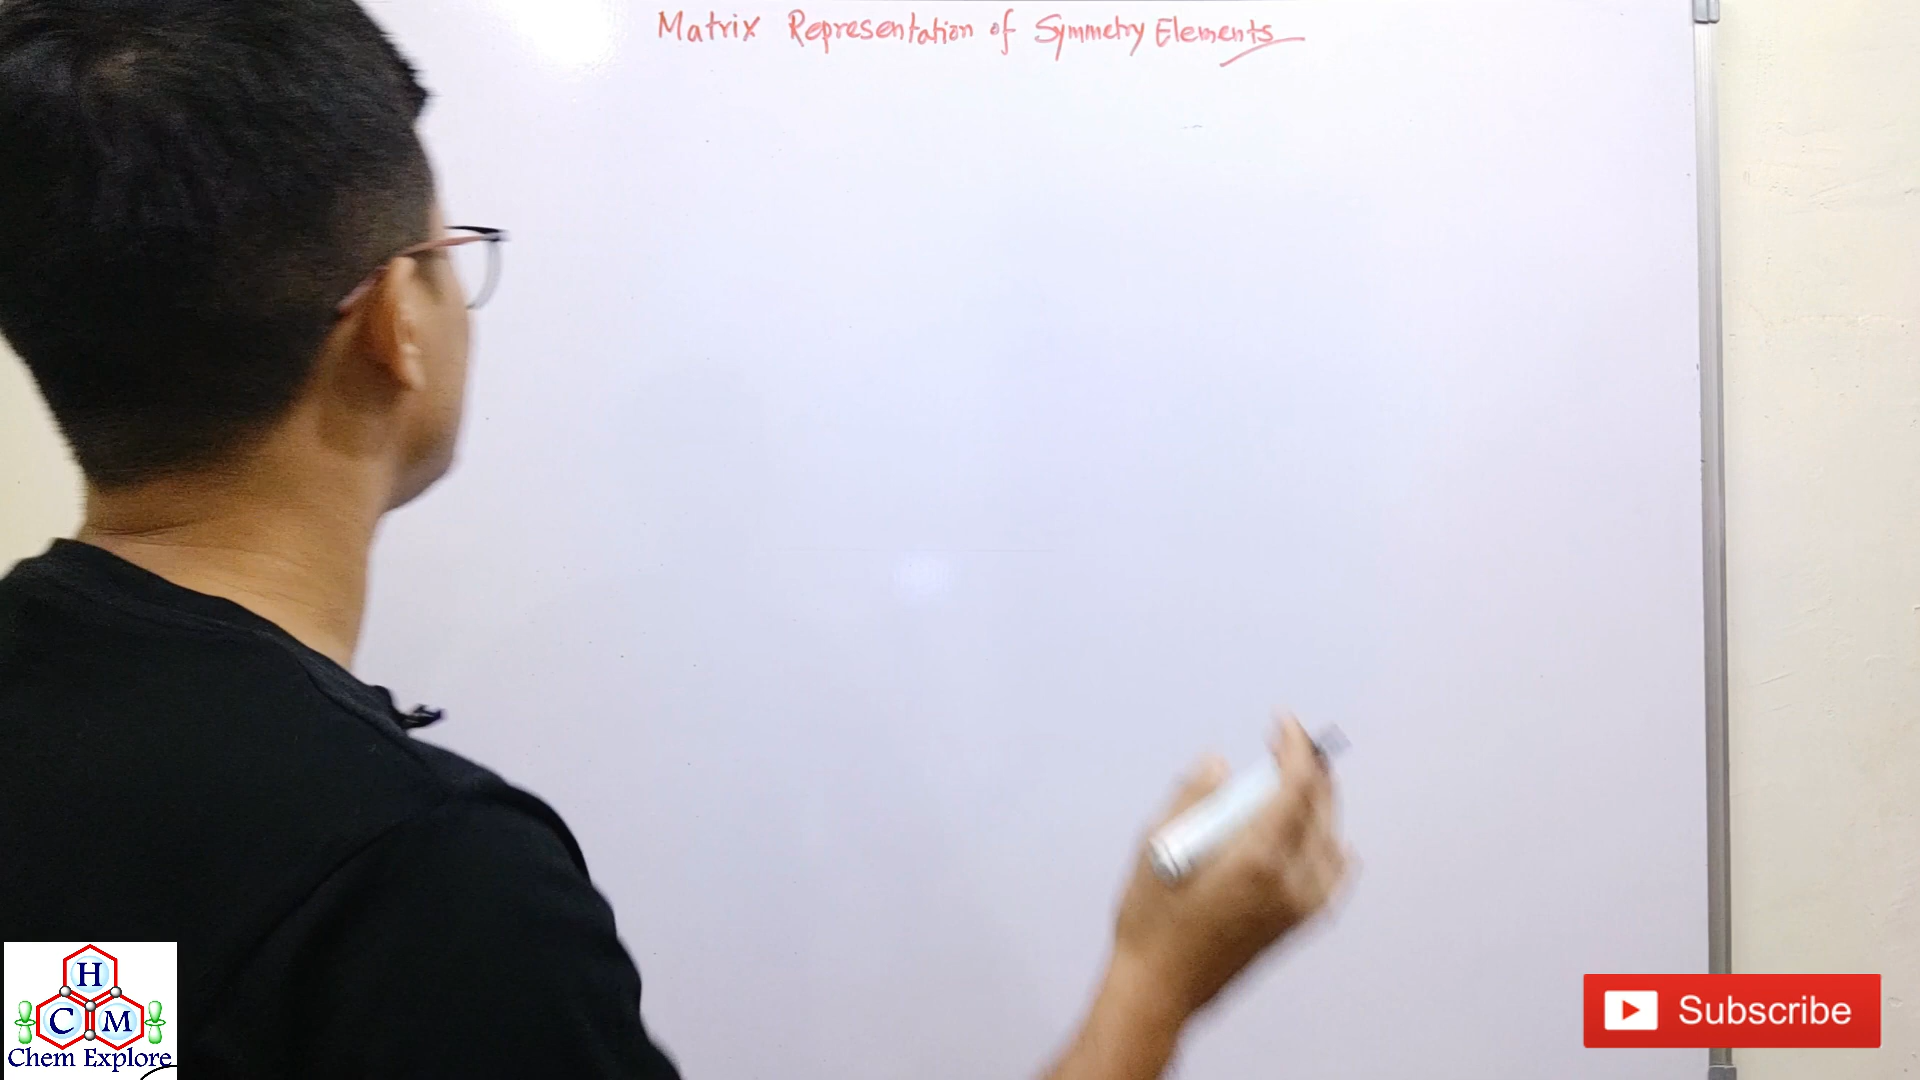 Matrix Representation of Symmetry Elements
H
C M
Chem Explore
Subscribe